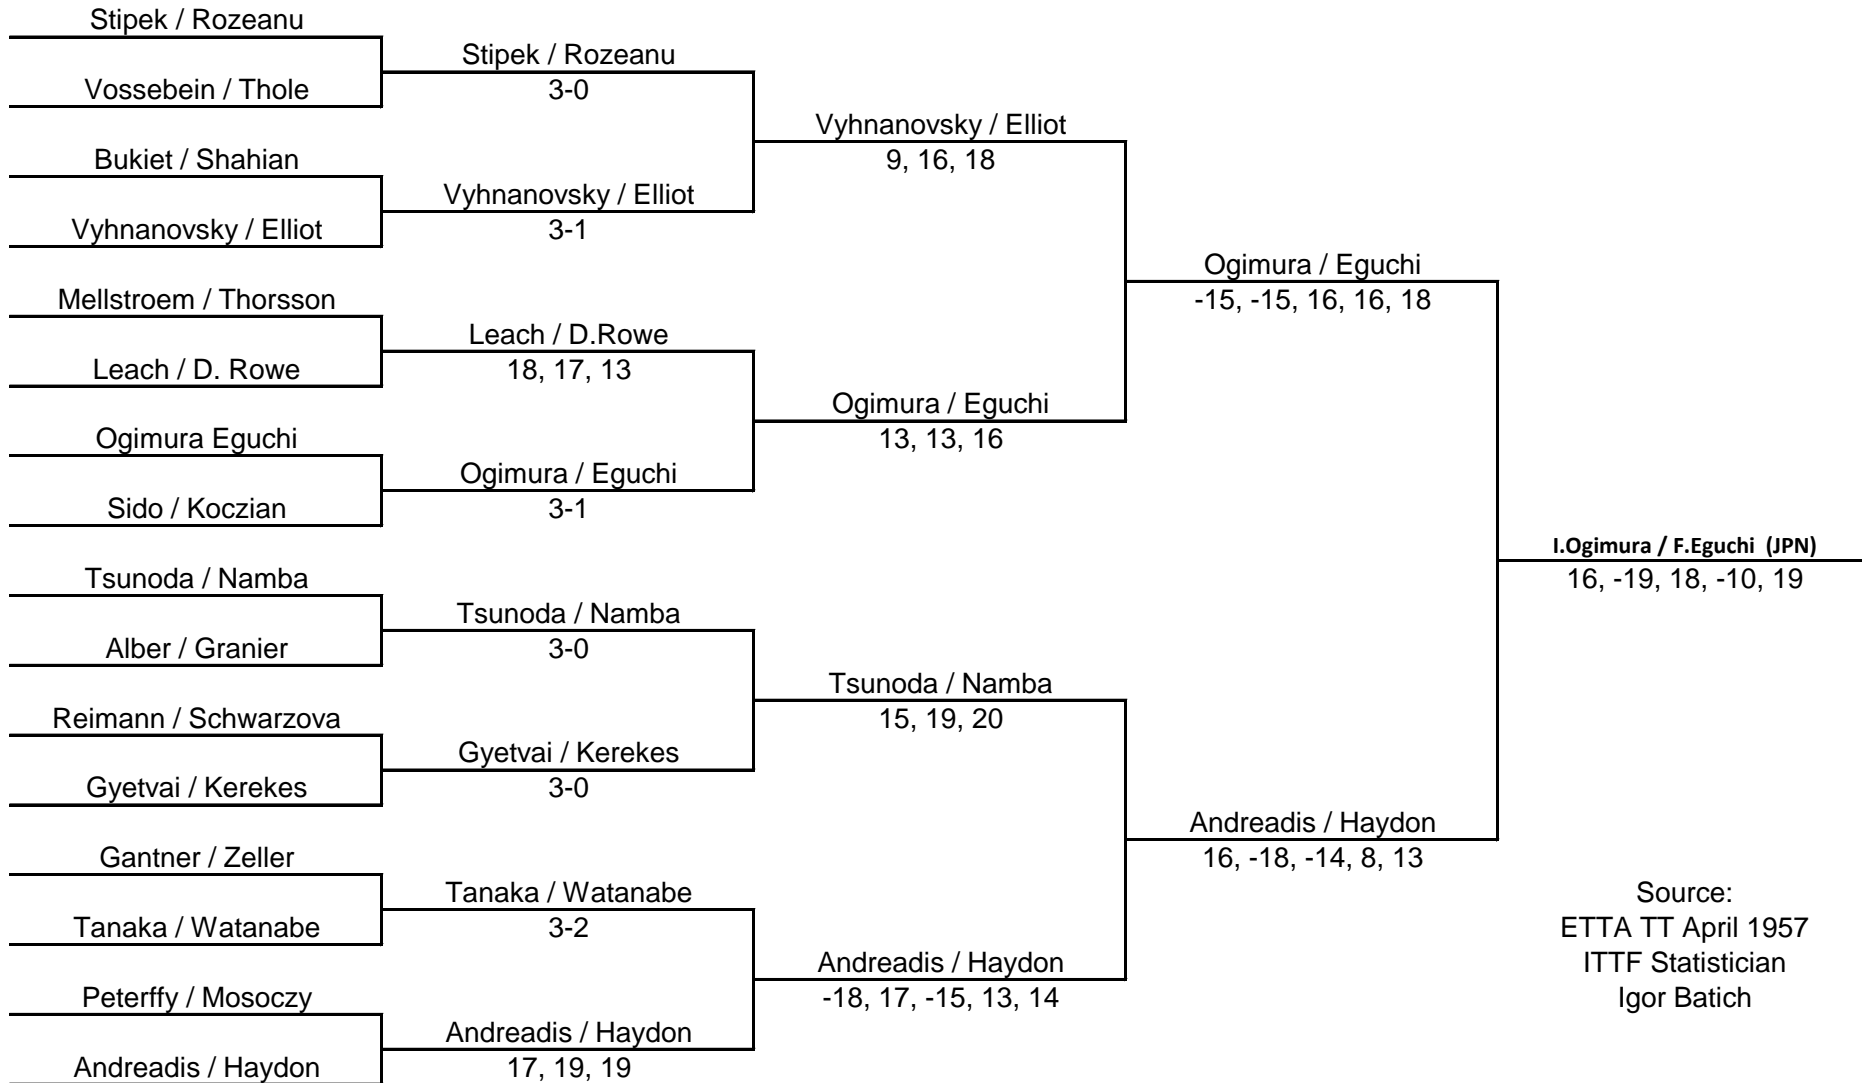 Stipek / Rozeanu
Vossebein / Thole
Bukiet / Shahian
Vyhnanovsky / Elliot
Mellstroem / Thorsson
Leach / D. Rowe
Ogimura Eguchi
Sido / Koczian
Tsunoda / Namba
Alber / Granier
Reimann / Schwarzova
Gyetvai / Kerekes
Gantner / Zeller
Tanaka / Watanabe
Peterffy / Mosoczy
Andreadis / Haydon
Stipek / Rozeanu
3-0
Vyhnanovsky / Elliot
3-1
Leach / D.Rowe
18, 17, 13
Ogimura / Eguchi
3-1
Tsunoda / Namba
3-0
Gyetvai / Kerekes
3-0
Tanaka / Watanabe
3-2
Andreadis / Haydon
17, 19, 19
Vyhnanovsky / Elliot
9, 16, 18
Ogimura / Eguchi
13, 13, 16
Tsunoda / Namba
15, 19, 20
Andreadis / Haydon
-18, 17, -15, 13, 14
Ogimura / Eguchi
-15, -15, 16, 16, 18
Andreadis / Haydon
16, -18, -14, 8, 13
I.Ogimura / F.Eguchi (JPN)
16, -19, 18, -10, 19
Source:
ETTA TT April 1957
ITTF Statistician
Igor Batich